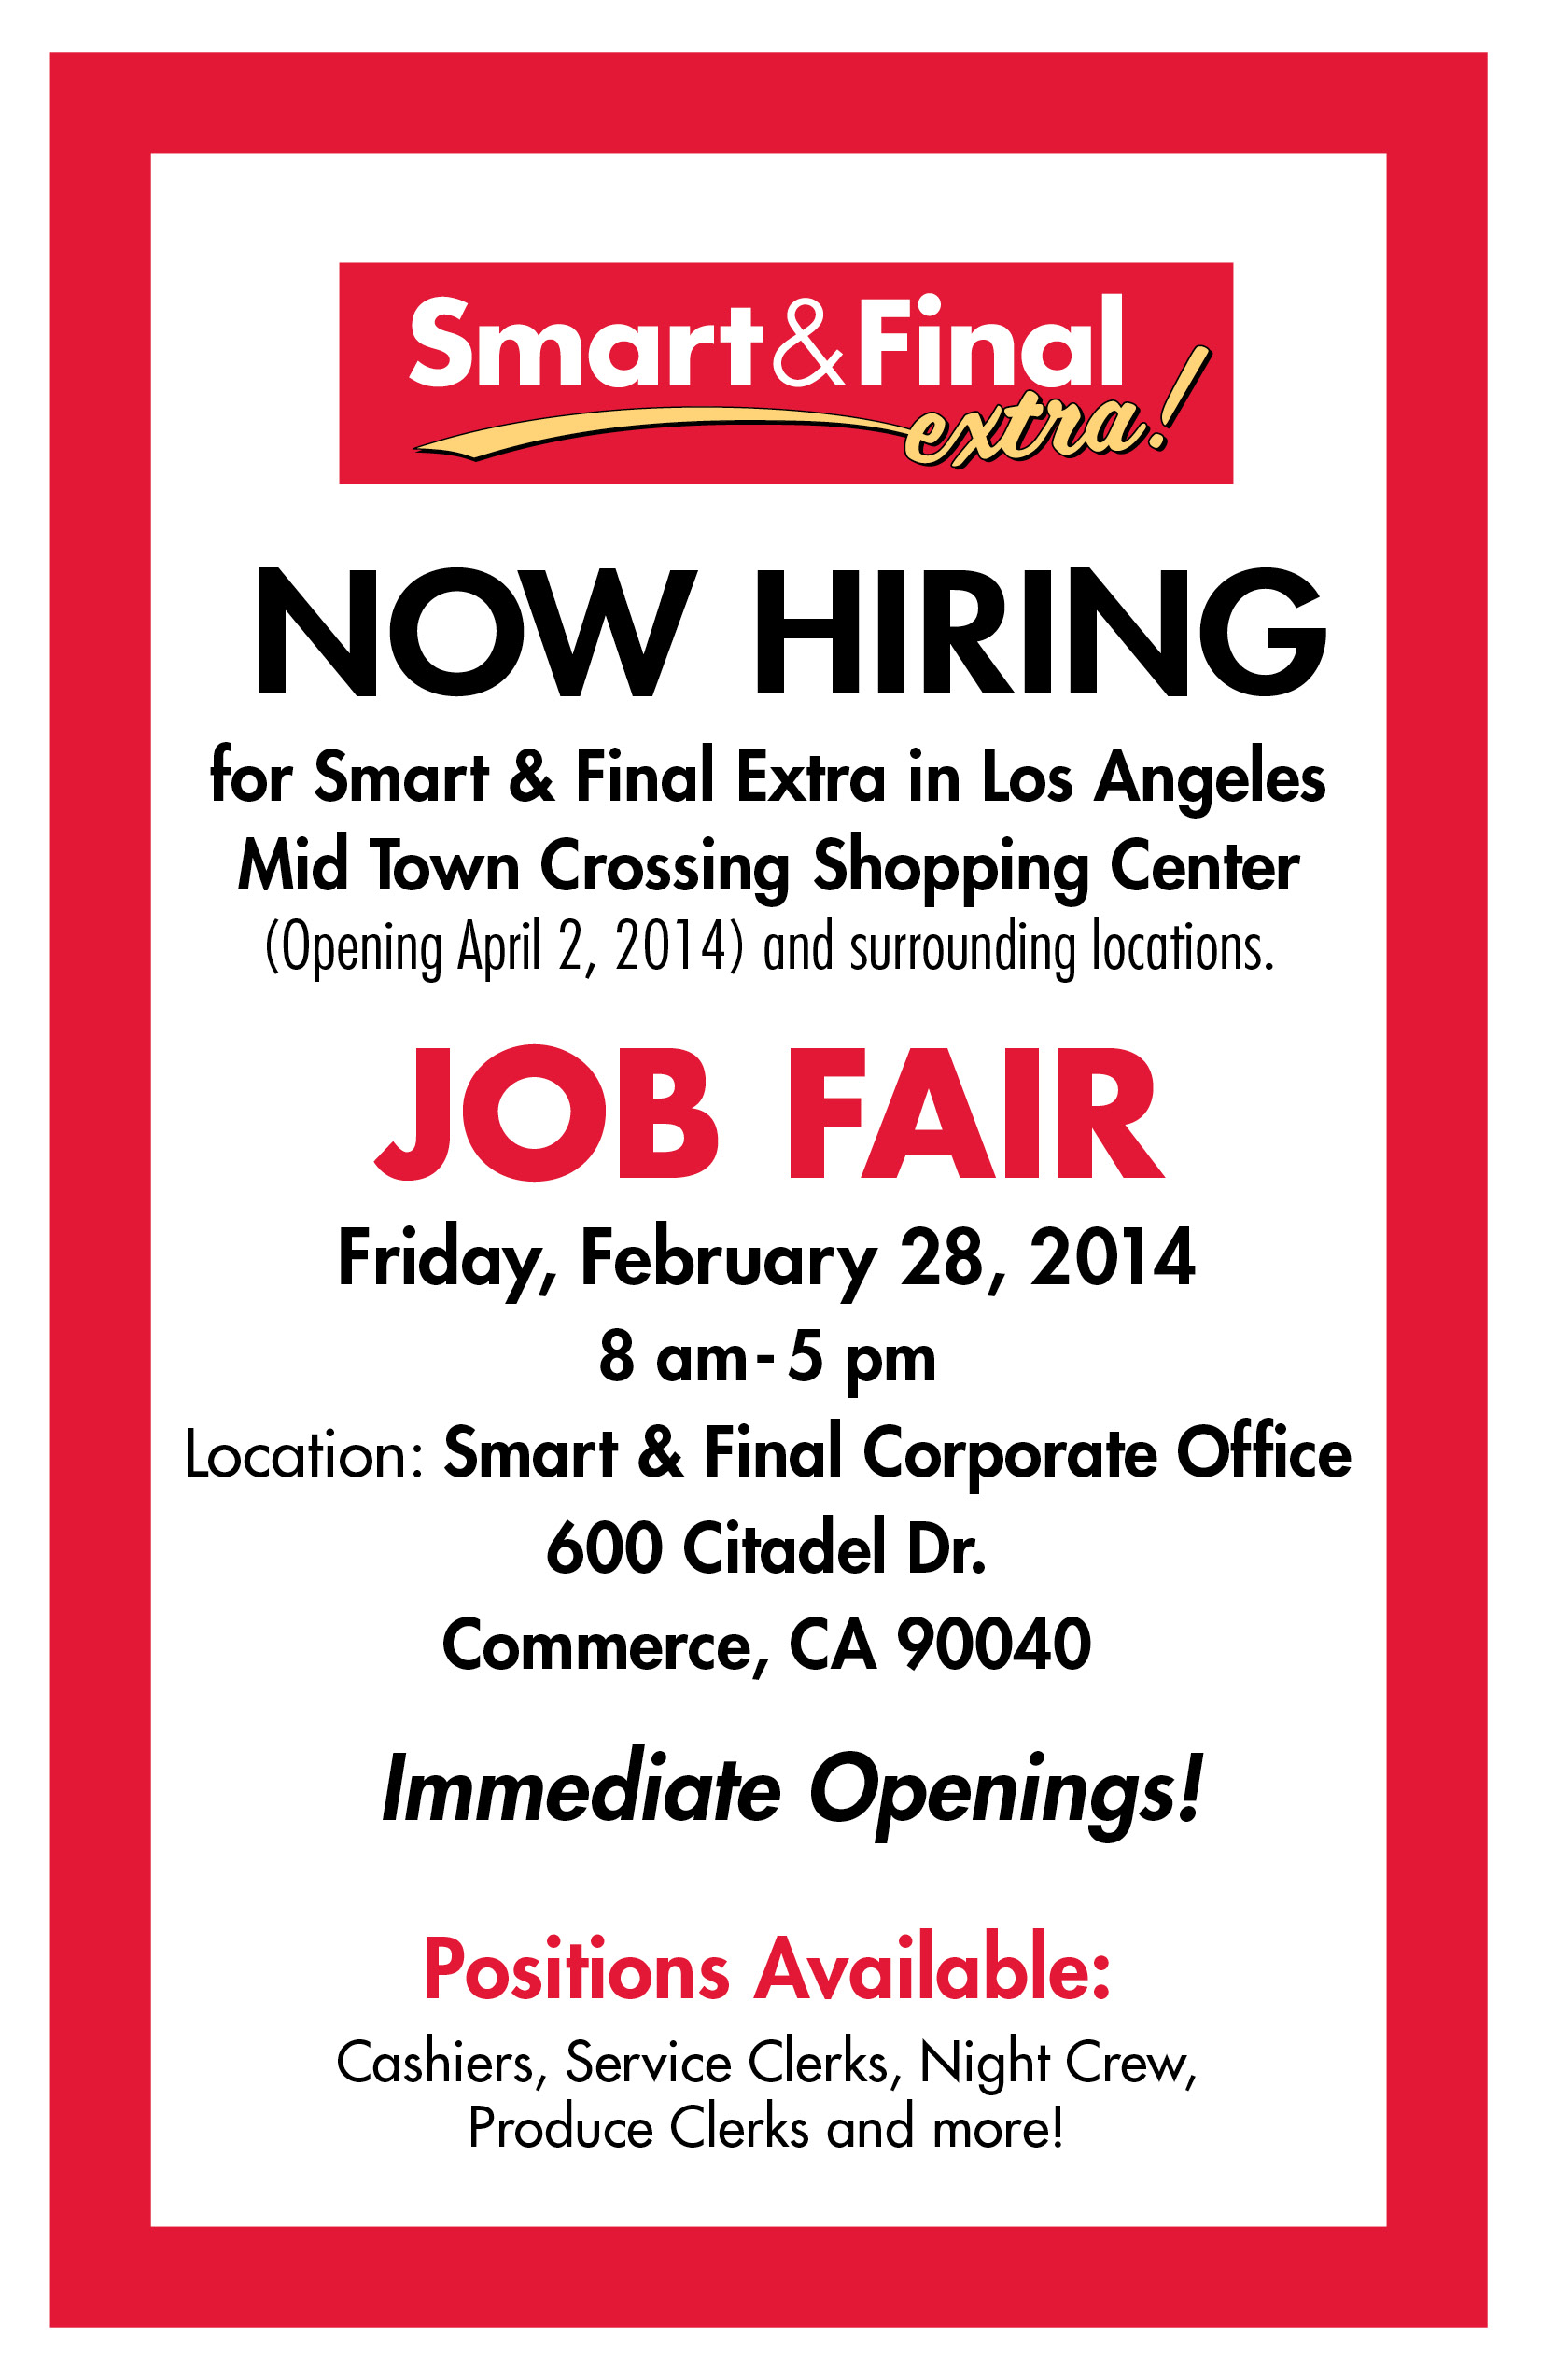 Smart & Final
extra!
NOW HIRING
for Smart & Final Extra in Los Angeles
Mid Town Crossing Shopping Center
(Opening April 2, 2014) and surrounding locations.
JOB FAIR
Friday, February 28, 2014
8 am - 5 pm
Location: Smart & Final Corporate Office
600 Citadel Dr.
Commerce, CA 90040
Immediate Openings!
Positions Available:
Cashiers, Service Clerks, Night Crew,
Produce Clerks and more!